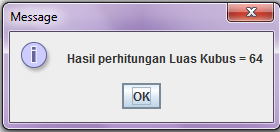 Message
Hasil perhitungan Luas Kubus = 64
OK